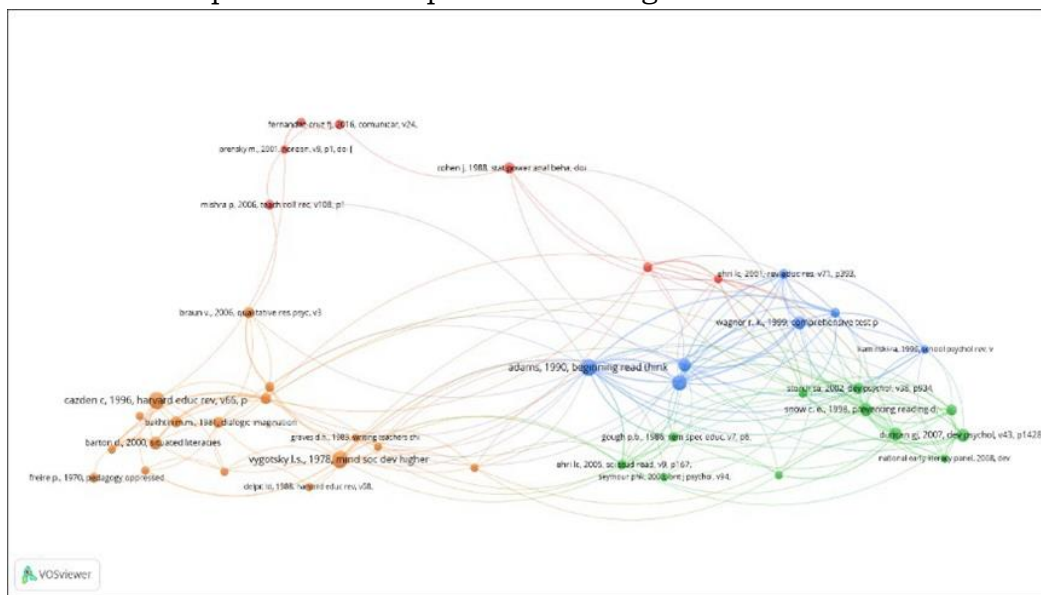 fernandez cruz fj, 2016, comunicar, v24,
prensky m., 2001, horizon, v9, p1, doi
cohen j. 1988, stat power anal beha, doi
mishra p, 2006, teach coll rec, v108, p1
ehri lc, 2001, rev educ res, v71, p393,
braun v., 2006, qualitative res psyc, v3
wagner r. k., 1999, comprehensive test p
kaminski ra, 1996, school psychol rev, v
adams, 1990, beginning read think
storch sa, 2002, dev psychol, v38, p934,
cazden c, 1996, harvard educ rev, v66, p
snow c. e., 1998, preventing reading d
bakhtin m.m., 1981, dialogic imagination
barton d., 2000, situated literacies
graves d.h., 1983, writing teachers chi
gough p.b., 1986, rem spec educ, v7, p6,
duncan gj, 2007, dev psychol, v43, p1428
vygotsky l.s., 1978, mind soc dev higher
national early literacy panel, 2008, dev
ehri lc, 2005, sci stud read, v9, p167,
freire p., 1970, pedagogy oppressed
seymour phk, 2003, brit j psychol, v94,
delpit ld, 1988, harvard educ rev, v58,
VOSviewer